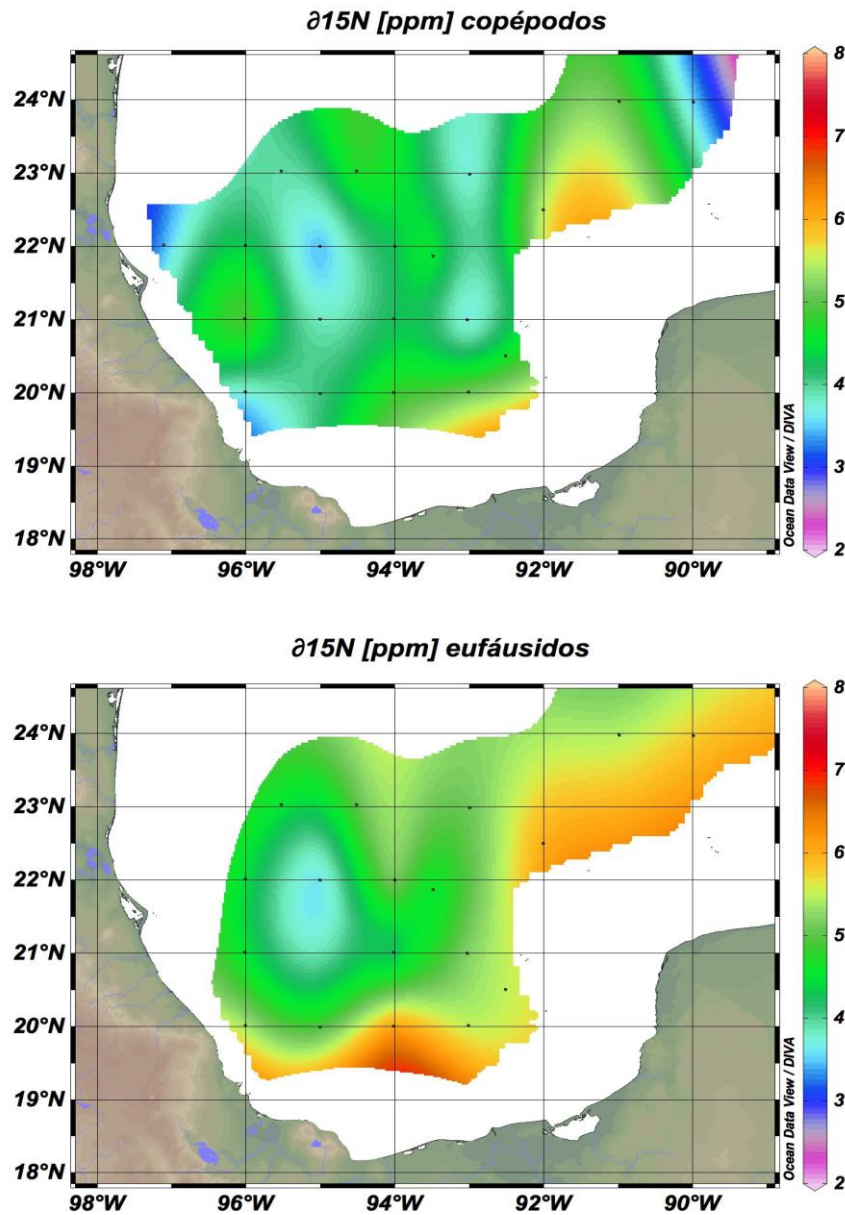 ∂15N [ppm] copépodos
24°N
23°N
22°N
21°N
20°N
19°N
18°N
98°W 96°W 94°W 92°W 90°W
8
7
6
5
4
3
2
Ocean Data View / DIVA
∂15N [ppm] eufáusidos
24°N
23°N
22°N
21°N
20°N
19°N
18°N
98°W 96°W 94°W 92°W 90°W
8
7
6
5
4
3
2
Ocean Data View / DIVA